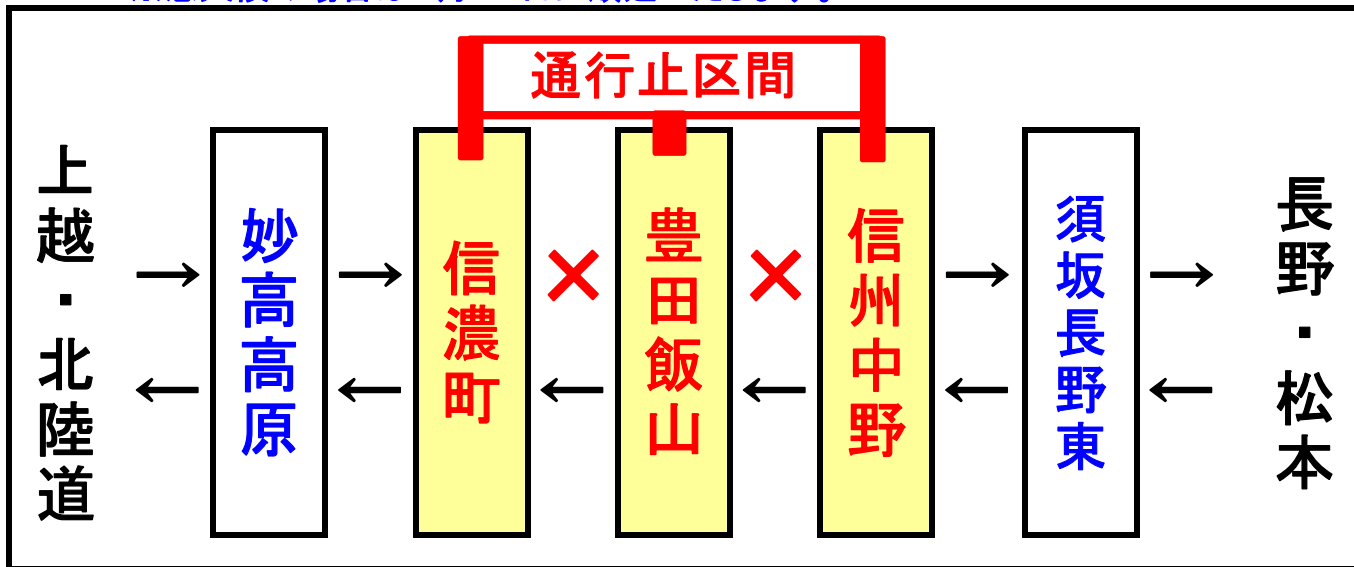 通行止区間
上越・北陸道
妙高高原
信濃町
豊田飯山
信州中野
須坂長野東
長野・松本